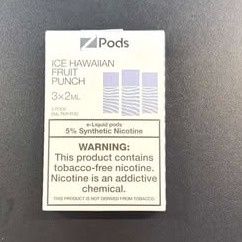 Pods
ICE HAWAIIAN
FRUIT
PUNCH
3×2ML
e-Liquid pods
5% Synthetic Nicotine
WARNING:
This product contains
tobacco-free nicotine.
Nicotine is an addictive
chemical.
THIS PRODUCT IS NOT DERIVED FROM TOBACCO